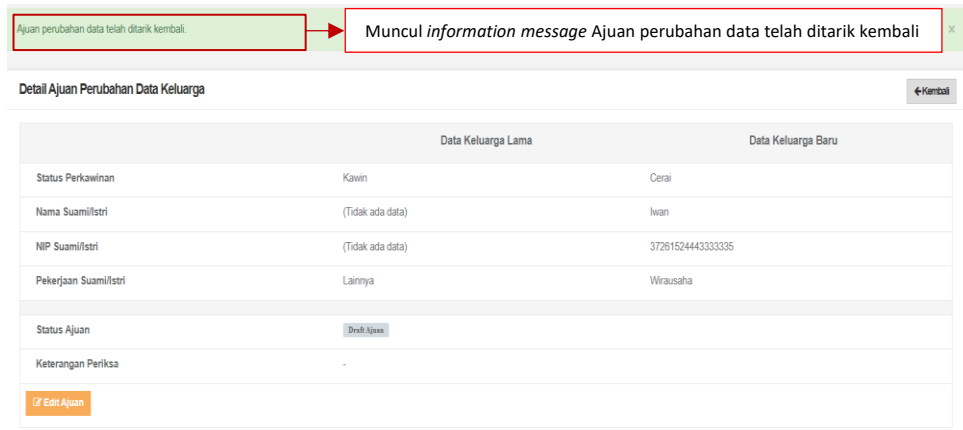 Ajuan perubahan data telah ditarik kembali.
Muncul information message Ajuan perubahan data telah ditarik kembali
x
Detail Ajuan Perubahan Data Keluarga
Kembali
Data Keluarga Lama Data Keluarga Baru
Status Perkawinan Kawin Cerai
Nama Suami/Istri (Tidak ada data) Iwan
NIP Suami/Istri (Tidak ada data) 37261524443333335
Pekerjaan Suami/Istri Lainnya Wirausaha
Status Ajuan Draft Ajuan
Keterangan Periksa -
Edit Ajuan